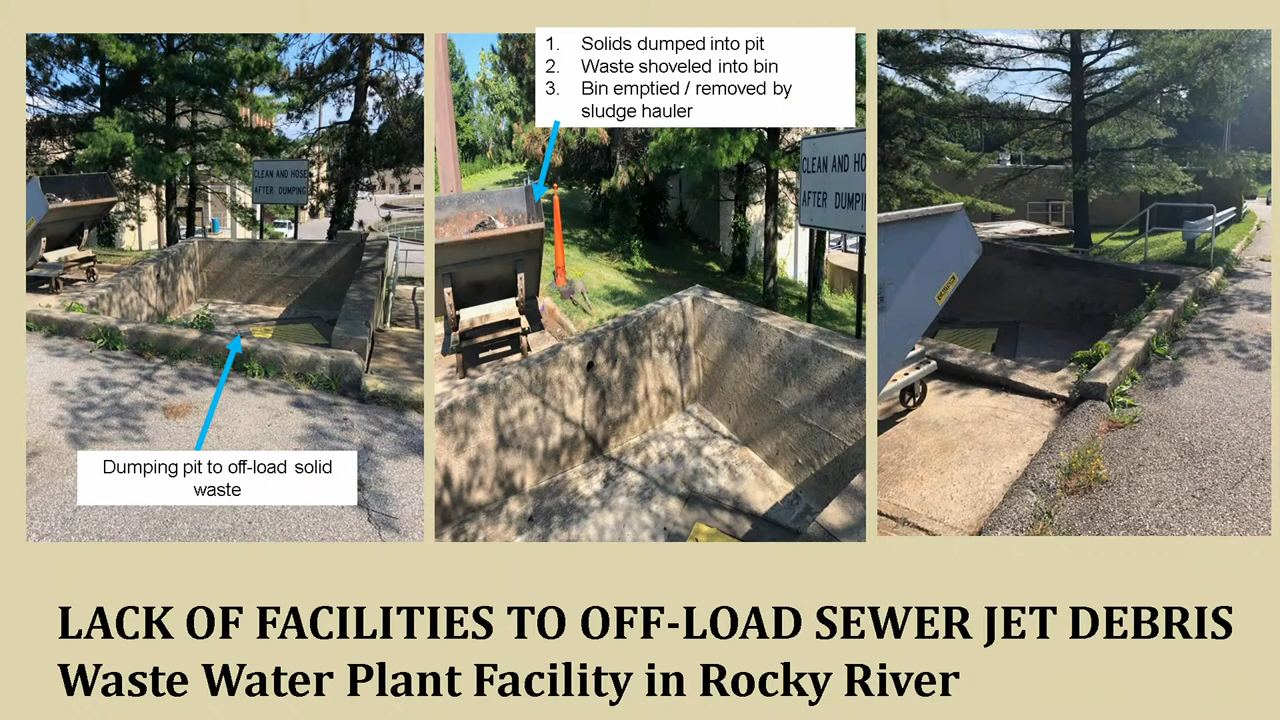 1. Solids dumped into pit
2. Waste shoveled into bin
3. Bin emptied / removed by
sludge hauler
CLEAN AND HOSE
AFTER DUMPING
CLEAN AND HO
AFTER DUMPI
Dumping pit to off-load solid
waste
LACK OF FACILITIES TO OFF-LOAD SEWER JET DEBRIS
Waste Water Plant Facility in Rocky River